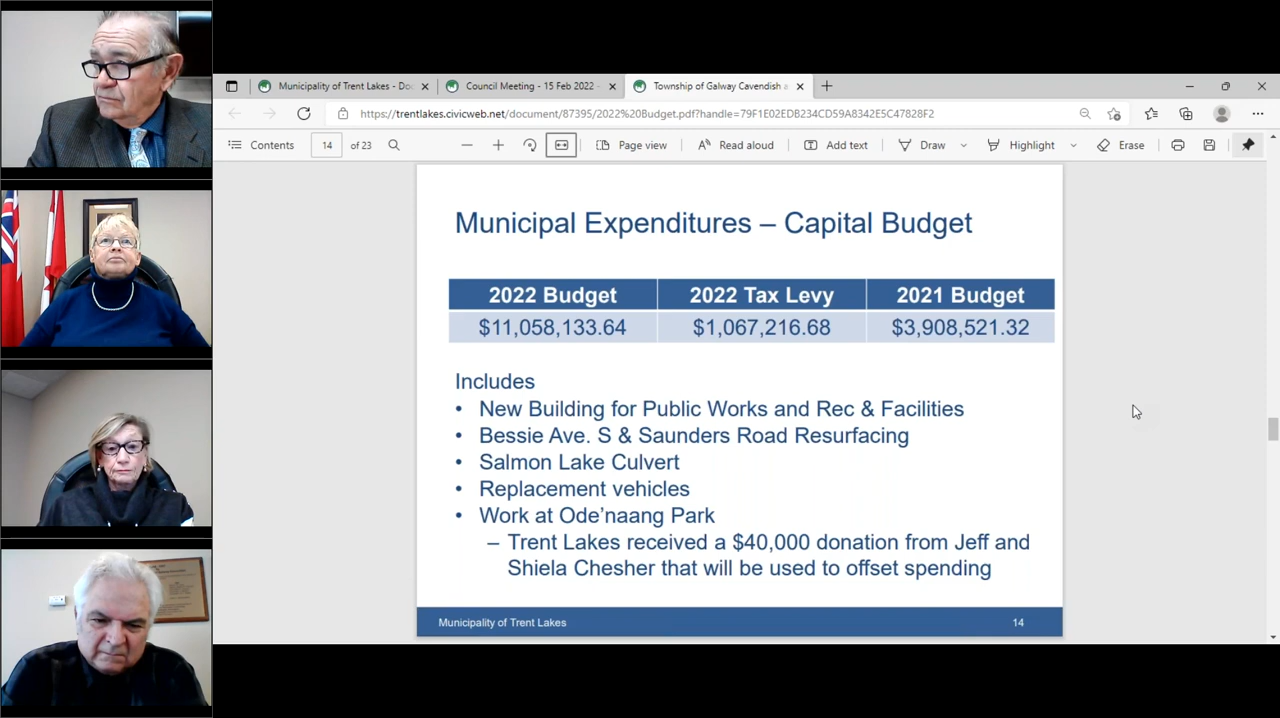 Municipality of Trent Lakes - Doc
Council Meeting - 15 Feb 2022 -
Township of Galway Cavendish a
https://trentlakes.civicweb.net/document/87395/2022%20Budget.pdf?handle=79F1E02EDB234CD59A8342E5C47828F2
Contents 14 of 23 Page view Read aloud Add text Draw Highlight Erase
Municipal Expenditures – Capital Budget
2022 Budget 2022 Tax Levy 2021 Budget
$11,058,133.64 $1,067,216.68 $3,908,521.32
Includes
• New Building for Public Works and Rec & Facilities
• Bessie Ave. S & Saunders Road Resurfacing
• Salmon Lake Culvert
• Replacement vehicles
• Work at Ode'naang Park
– Trent Lakes received a $40,000 donation from Jeff and
Shiela Chesher that will be used to offset spending
Municipality of Trent Lakes 14